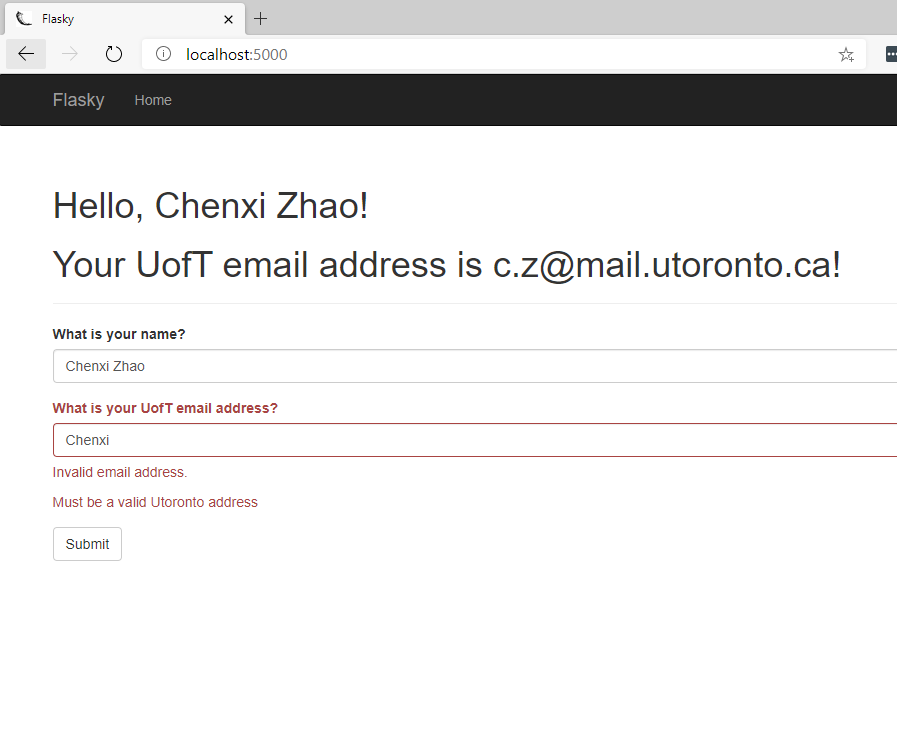 Flasky
localhost:5000
Flasky Home
Hello, Chenxi Zhao!
Your UofT email address is c.z@mail.utoronto.ca!
What is your name?
Chenxi Zhao
What is your UofT email address?
Chenxi
Invalid email address.
Must be a valid Utoronto address
Submit